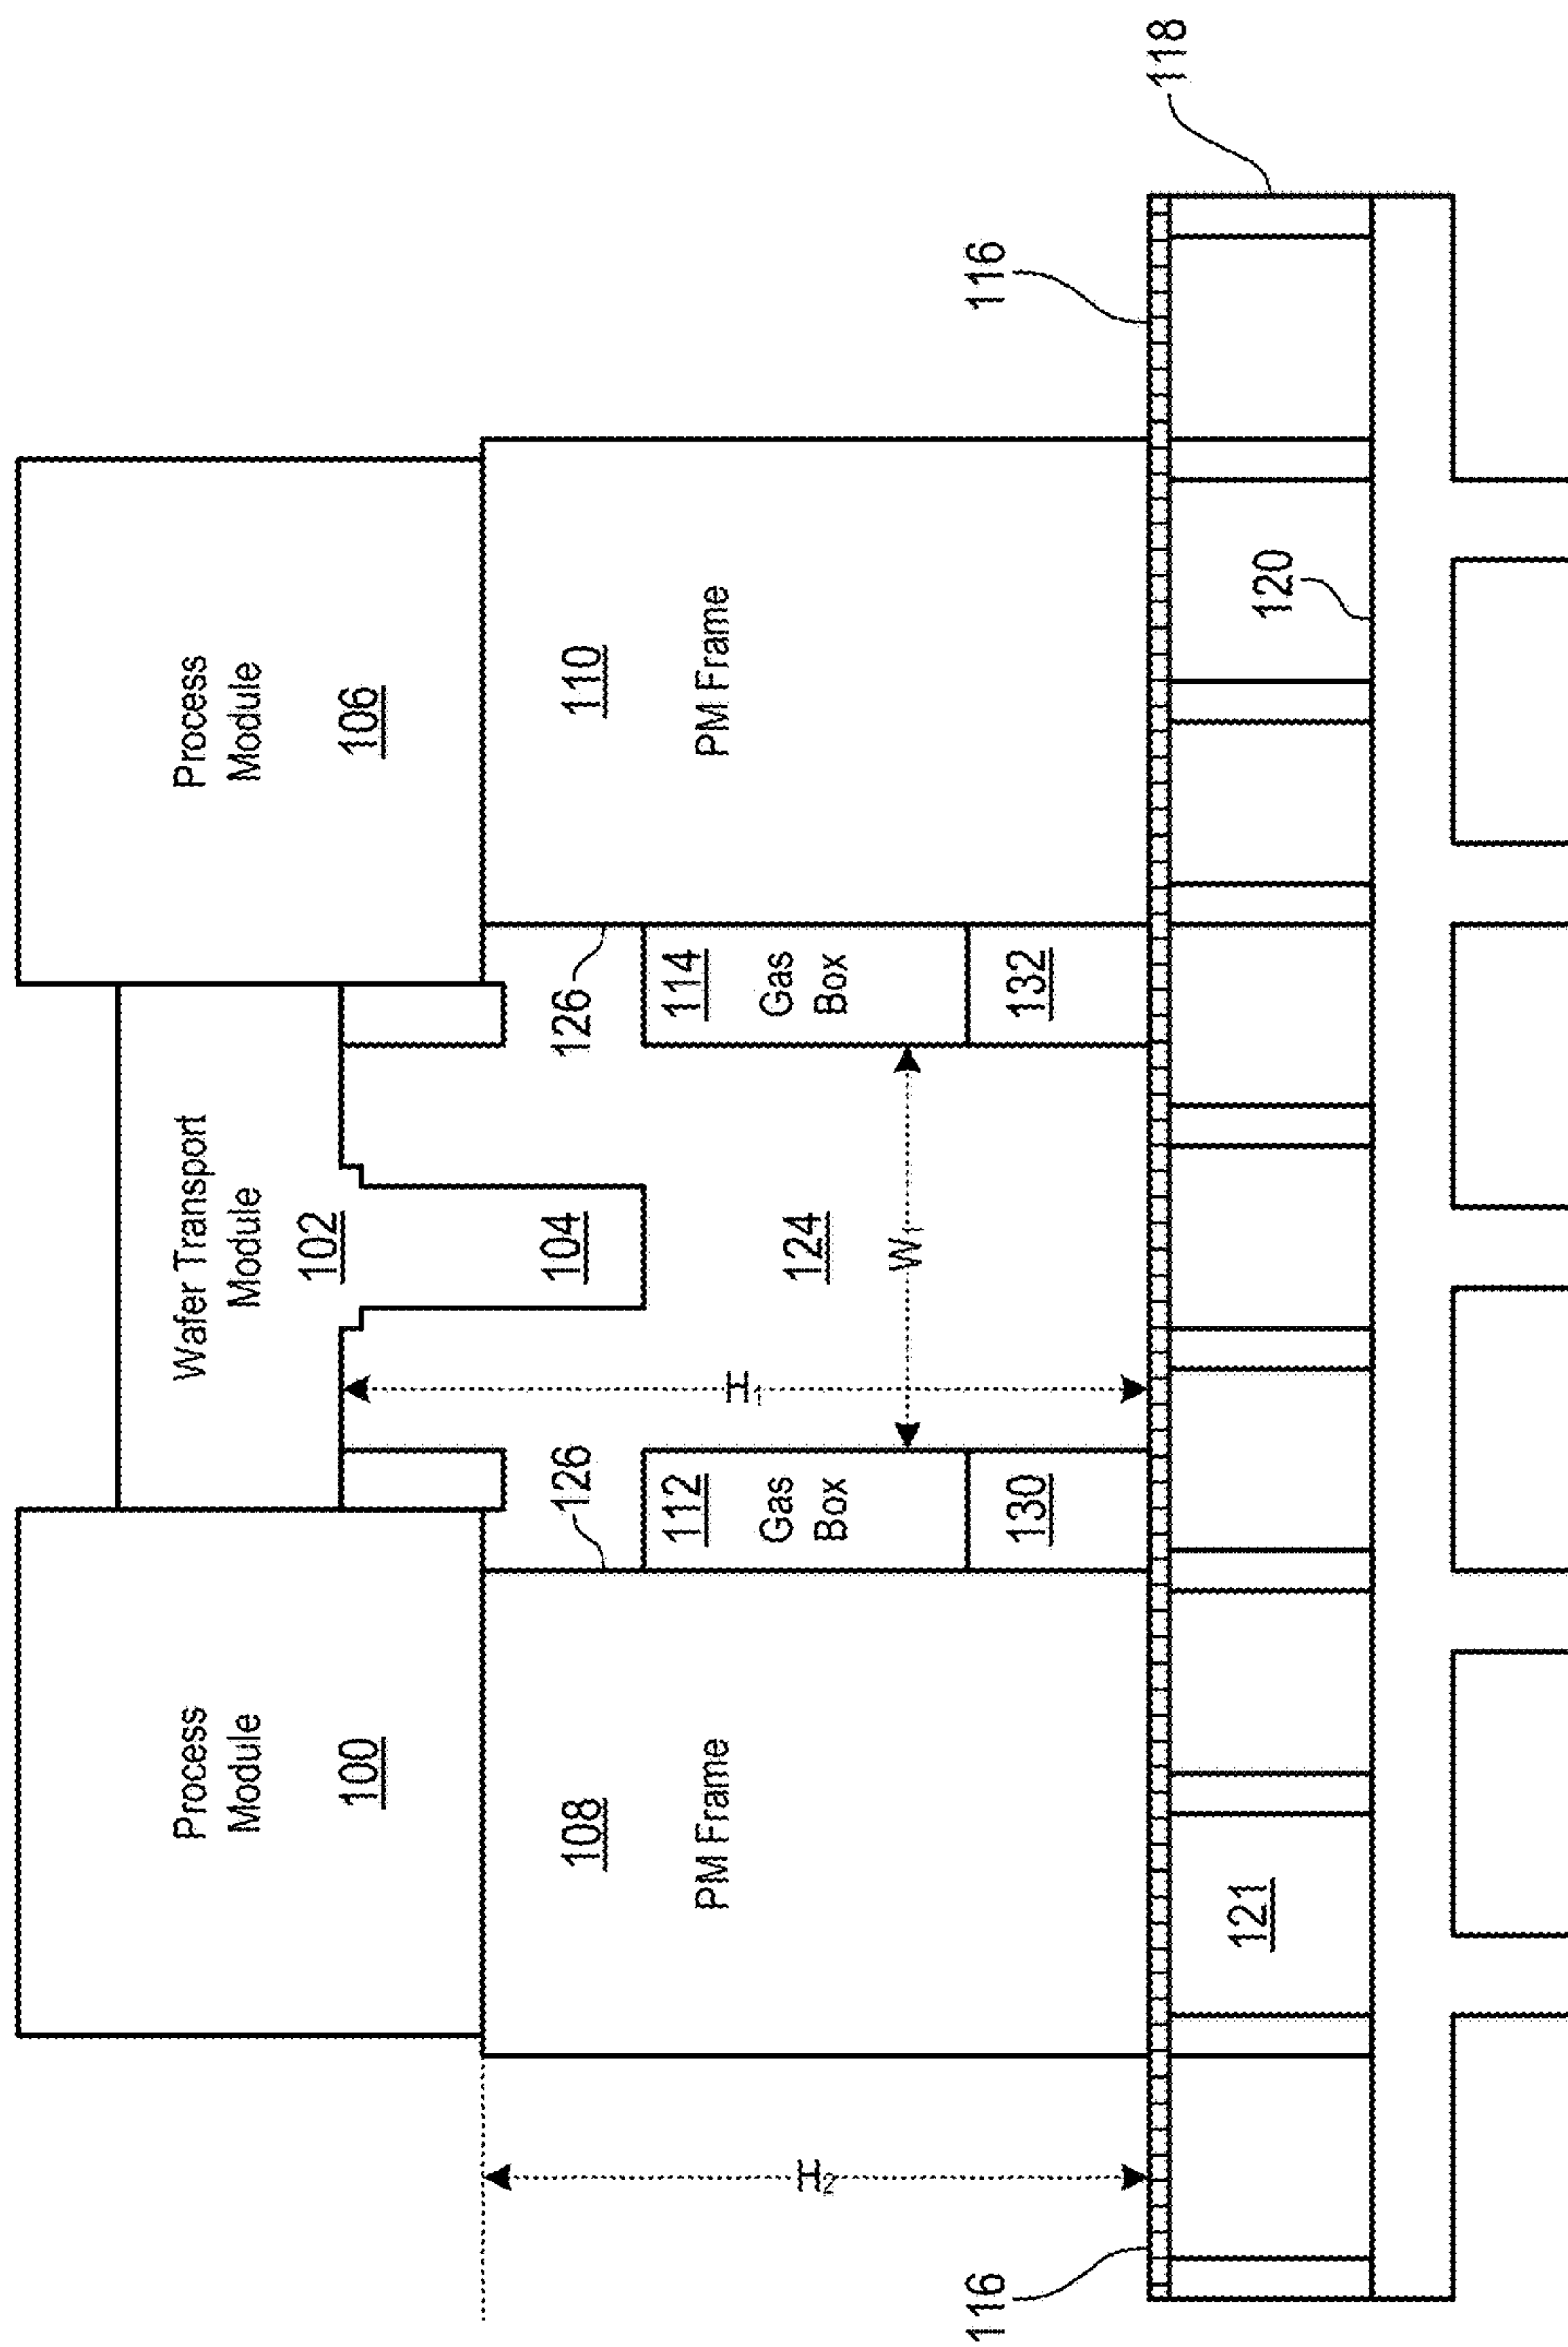 Process
Module
100
Wafer Transport
Module
102
Process
Module
106
104
108
PM Frame
110
PM Frame
126
126
112
Gas
Box
114
Gas
Box
H₁
124
W₁
H₂
130
132
116
116
118
121
120